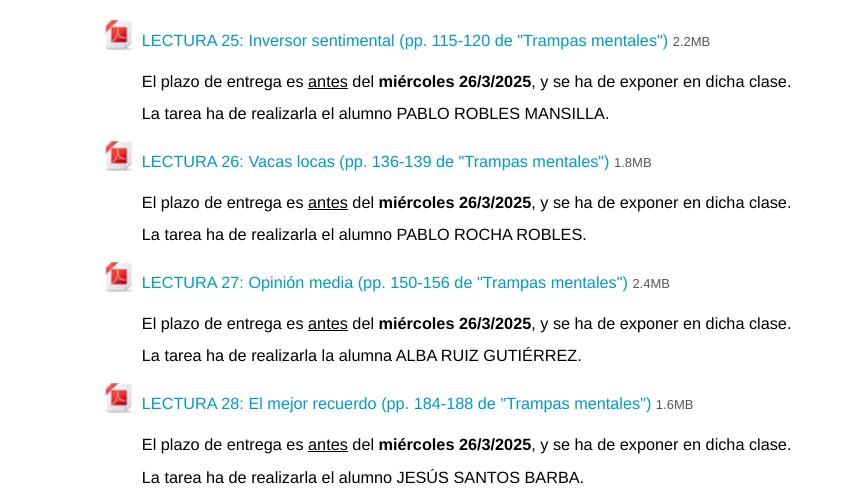 LECTURA 25: Inversor sentimental (pp. 115-120 de "Trampas mentales") 2.2MB
El plazo de entrega es antes del miércoles 26/3/2025, y se ha de exponer en dicha clase.
La tarea ha de realizarla el alumno PABLO ROBLES MANSILLA.
LECTURA 26: Vacas locas (pp. 136-139 de "Trampas mentales") 1.8MB
El plazo de entrega es antes del miércoles 26/3/2025, y se ha de exponer en dicha clase.
La tarea ha de realizarla el alumno PABLO ROCHA ROBLES.
LECTURA 27: Opinión media (pp. 150-156 de "Trampas mentales") 2.4MB
El plazo de entrega es antes del miércoles 26/3/2025, y se ha de exponer en dicha clase.
La tarea ha de realizarla la alumna ALBA RUIZ GUTIÉRREZ.
LECTURA 28: El mejor recuerdo (pp. 184-188 de "Trampas mentales") 1.6MB
El plazo de entrega es antes del miércoles 26/3/2025, y se ha de exponer en dicha clase.
La tarea ha de realizarla el alumno JESÚS SANTOS BARBA.